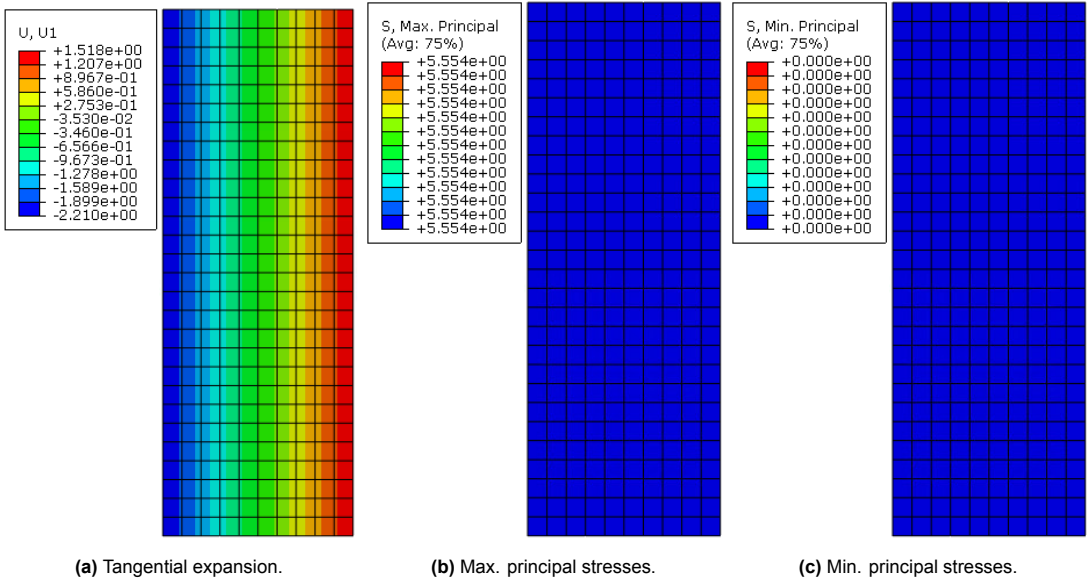 U, U1
+1.518e+00
+1.207e+00
+8.967e-01
+5.860e-01
+2.753e-01
-3.530e-02
-3.460e-01
-6.566e-01
-9.673e-01
-1.278e+00
-1.589e+00
-1.899e+00
-2.210e+00
S, Max. Principal
(Avg: 75%)
+5.554e+00
+5.554e+00
+5.554e+00
+5.554e+00
+5.554e+00
+5.554e+00
+5.554e+00
+5.554e+00
+5.554e+00
+5.554e+00
+5.554e+00
+5.554e+00
+5.554e+00
S, Min. Principal
(Avg: 75%)
+0.000e+00
+0.000e+00
+0.000e+00
+0.000e+00
+0.000e+00
+0.000e+00
+0.000e+00
+0.000e+00
+0.000e+00
+0.000e+00
+0.000e+00
+0.000e+00
+0.000e+00
(a) Tangential expansion.
(b) Max. principal stresses.
(c) Min. principal stresses.